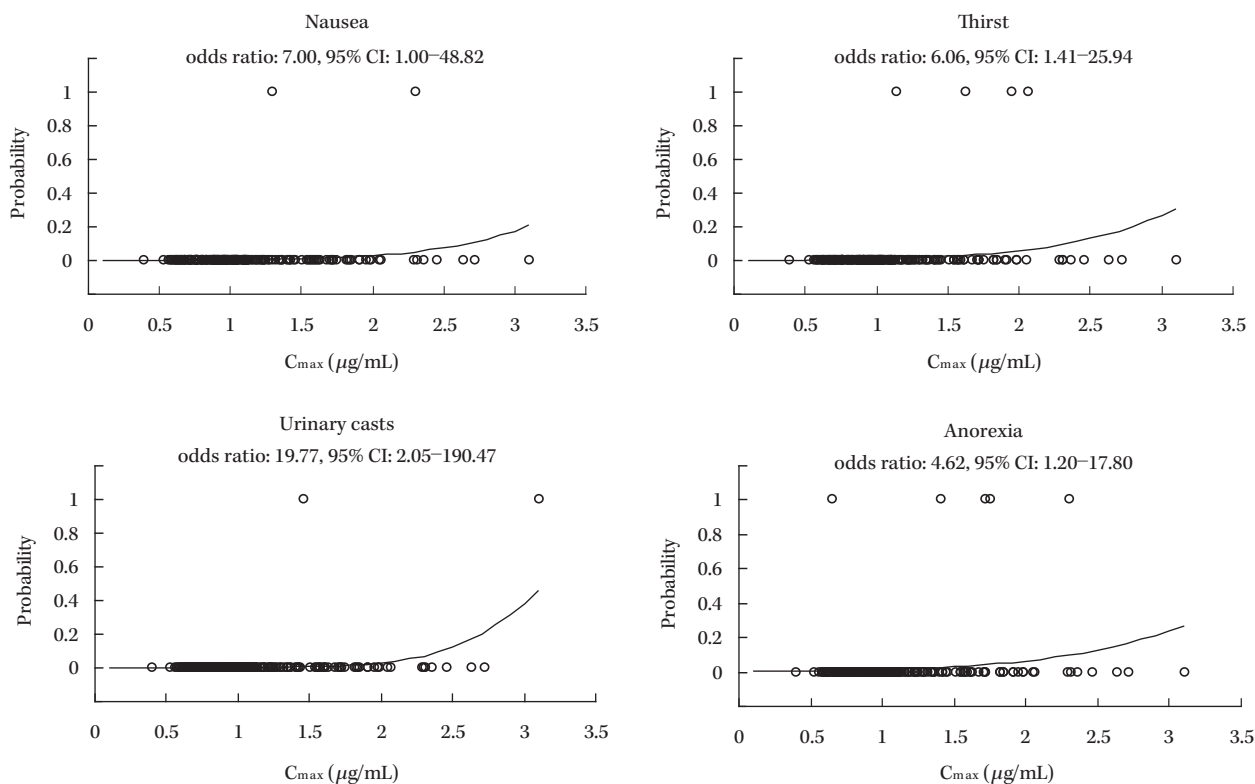 Nausea
odds ratio: 7.00, 95% CI: 1.00–48.82
1
0.8
0.6
0.4
0.2
0
Probability
0 0.5 1 1.5 2 2.5 3 3.5
Cmax (μg/mL)
Thirst
odds ratio: 6.06, 95% CI: 1.41–25.94
1
0.8
0.6
0.4
0.2
0
Probability
0 0.5 1 1.5 2 2.5 3 3.5
Cmax (μg/mL)
Urinary casts
odds ratio: 19.77, 95% CI: 2.05–190.47
1
0.8
0.6
0.4
0.2
0
Probability
0 0.5 1 1.5 2 2.5 3 3.5
Cmax (μg/mL)
Anorexia
odds ratio: 4.62, 95% CI: 1.20–17.80
1
0.8
0.6
0.4
0.2
0
Probability
0 0.5 1 1.5 2 2.5 3 3.5
Cmax (μg/mL)